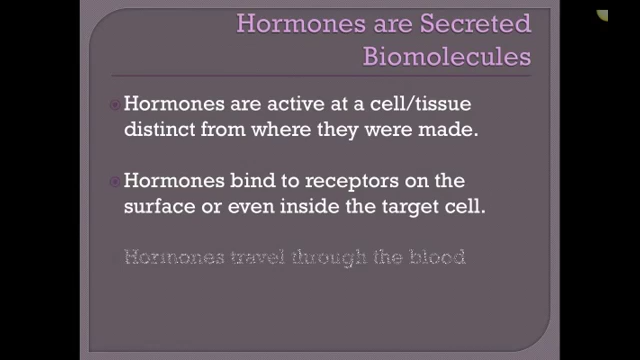 Hormones are Secreted
Biomolecules
Hormones are active at a cell/tissue
distinct from where they were made.
Hormones bind to receptors on the
surface or even inside the target cell.
Hormones travel through the blood